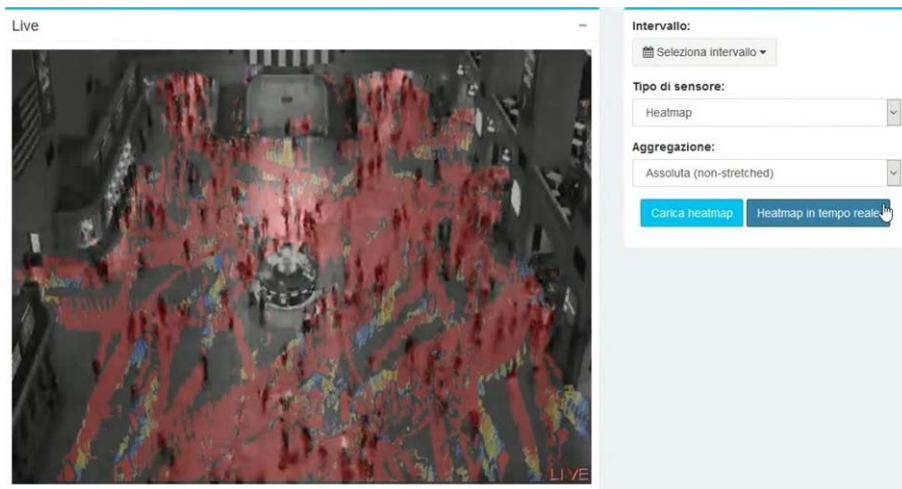 Live
LIVE
Intervallo:
Seleziona intervallo
Tipo di sensore:
Heatmap
Aggregazione:
Assoluta (non-stretched)
Carica heatmap
Heatmap in tempo reale